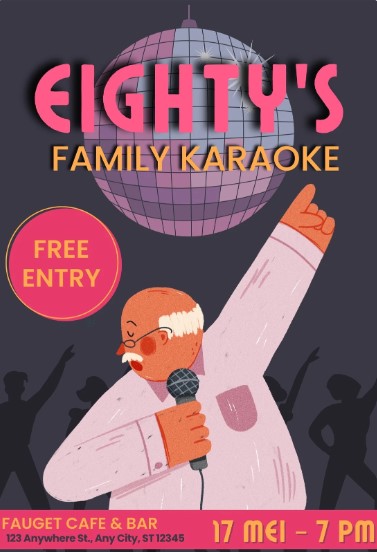 EIGHTY'S
FAMILY KARAOKE
FREE
ENTRY
FAUGET CAFE & BAR
123 Anywhere St., Any City, ST 12345
17 MEI - 7 PM